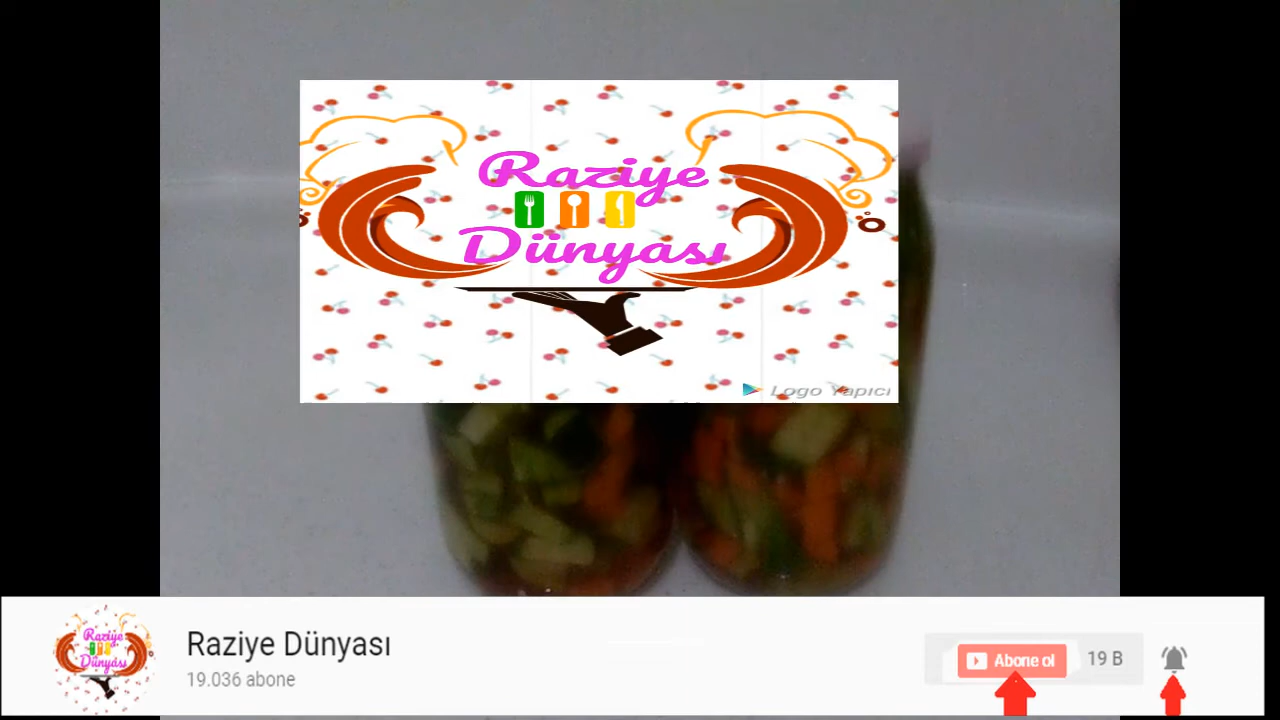 Raziye
Dünyası
Logo Yapıcı
Raziye
Dünyası
Raziye Dünyası
19.036 abone
Abone ol
19 B